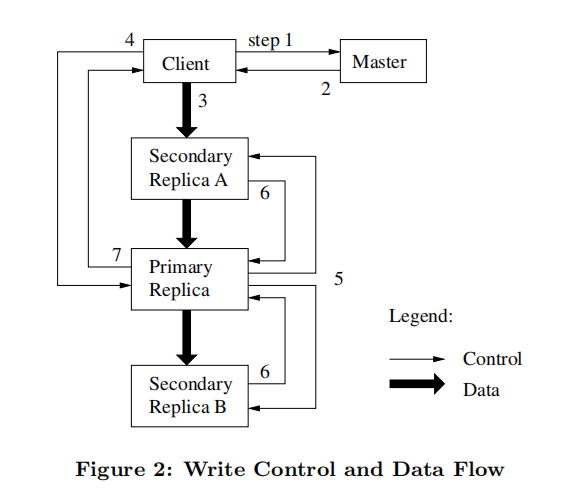 4
step 1
Client
Master
2
3
Secondary
Replica A
6
7
Primary
Replica
5
Legend:
Control
6
Secondary
Replica B
Data
Figure 2: Write Control and Data Flow